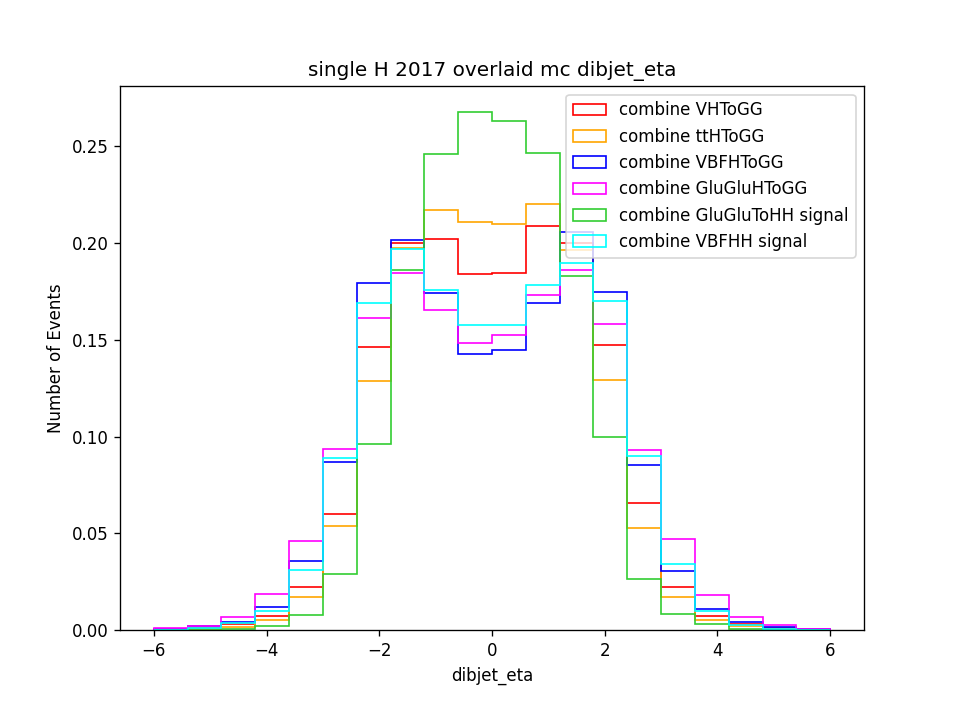 single H 2017 overlaid mc dibjet_eta
combine VHToGG
combine ttHToGG
combine VBFHToGG
combine GluGluHToGG
combine GluGluToHH signal
combine VBFHH signal
Number of Events
0.25
0.20
0.15
0.10
0.05
0.00
−6 −4 −2 0 2 4 6
dibjet_eta